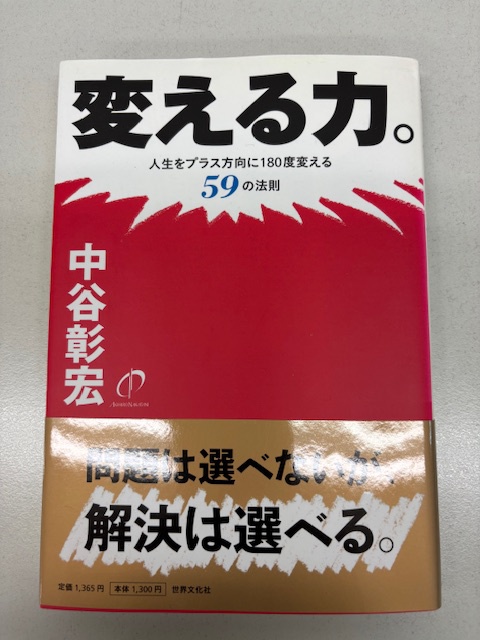 変える力。
人生をプラス方向に180度変える
59の法則
中谷彰宏
AKIHIRO NAKATANI
問題は選べないが、
解決は選べる。
定価 1,365円 本体 1,300円 世界文化社